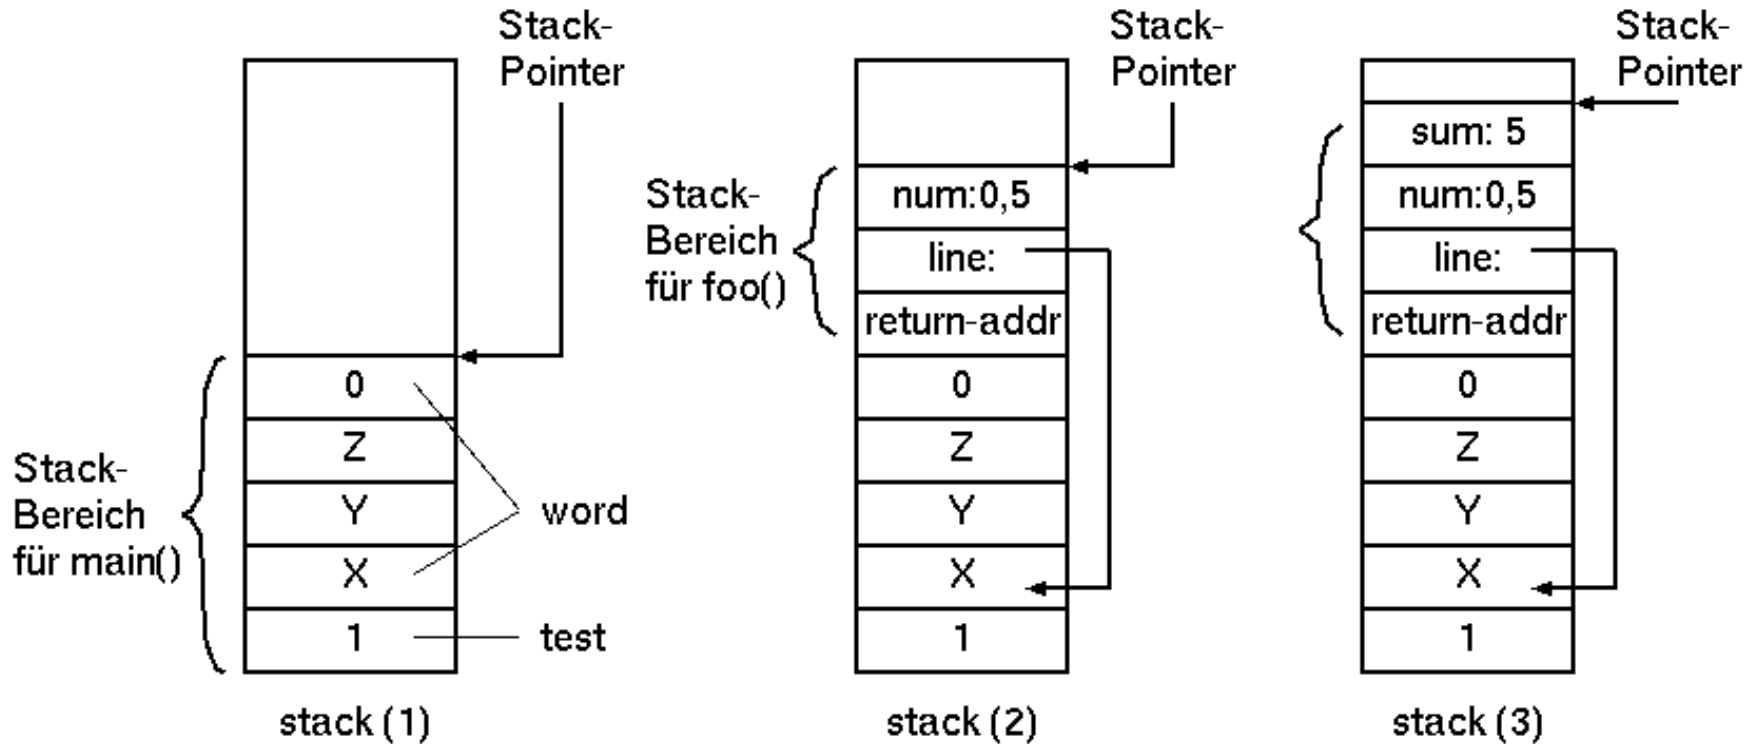 Stack-
Pointer
0
Z
Y
X
1
word
test
Stack-
Bereich
für main()
stack (1)
Stack-
Pointer
Stack-
Bereich
für foo()
num:0,5
line:
return-addr
0
Z
Y
X
1
stack (2)
Stack-
Pointer
sum: 5
num:0,5
line:
return-addr
0
Z
Y
X
1
stack (3)